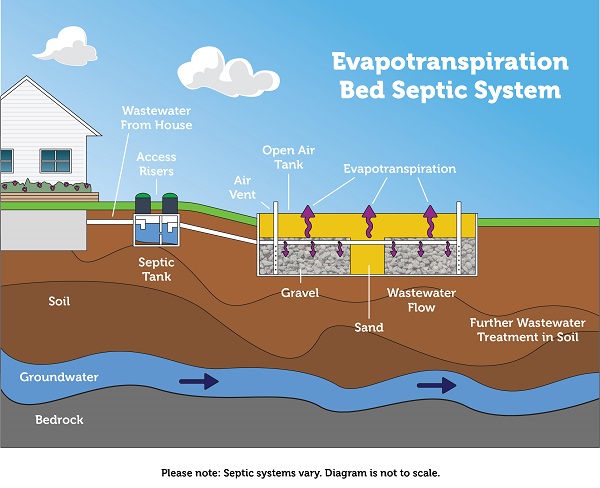 Evapotranspiration
Bed Septic System
Wastewater
From House
Access
Risers
Air
Vent
Open Air
Tank
Evapotranspiration
Septic
Tank
Gravel
Sand
Wastewater
Flow
Soil
Further Wastewater
Treatment in Soil
Groundwater
Bedrock
Please note: Septic systems vary. Diagram is not to scale.